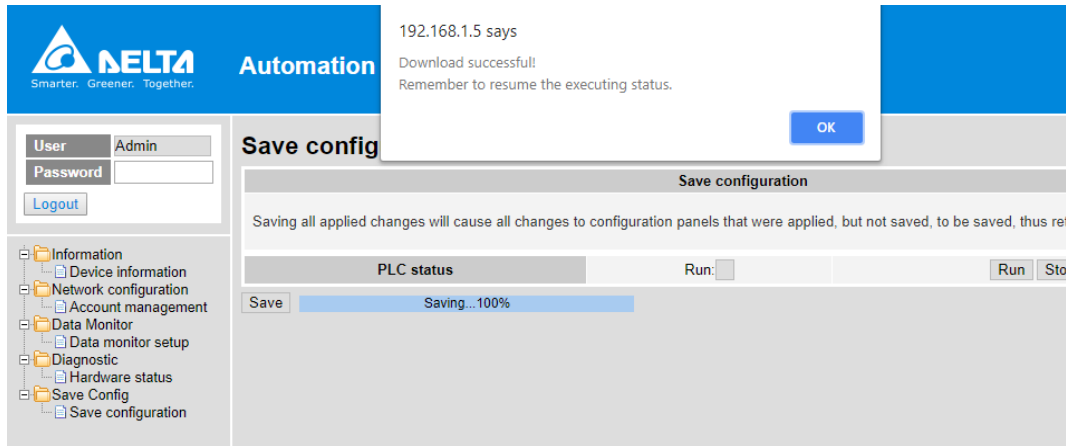 192.168.1.5 says
Download successful!
Remember to resume the executing status.
OK
DELTA
Smarter. Greener. Together.
Automation
User Admin
Password
Logout
Information
Device information
Network configuration
Account management
Data Monitor
Data monitor setup
Diagnostic
Hardware status
Save Config
Save configuration
Save config
Save configuration
Saving all applied changes will cause all changes to configuration panels that were applied, but not saved, to be saved, thus
PLC status Run: Run
Save Saving...100%